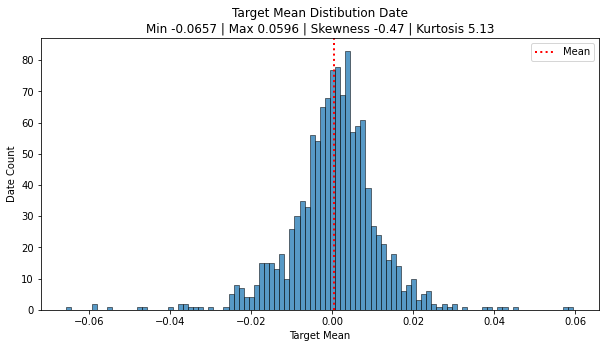 Target Mean Distibution Date
Min -0.0657 | Max 0.0596 | Skewness -0.47 | Kurtosis 5.13
Mean
80
70
60
50
40
30
20
10
0
Date Count
−0.06 −0.04 −0.02 0.00 0.02 0.04 0.06
Target Mean